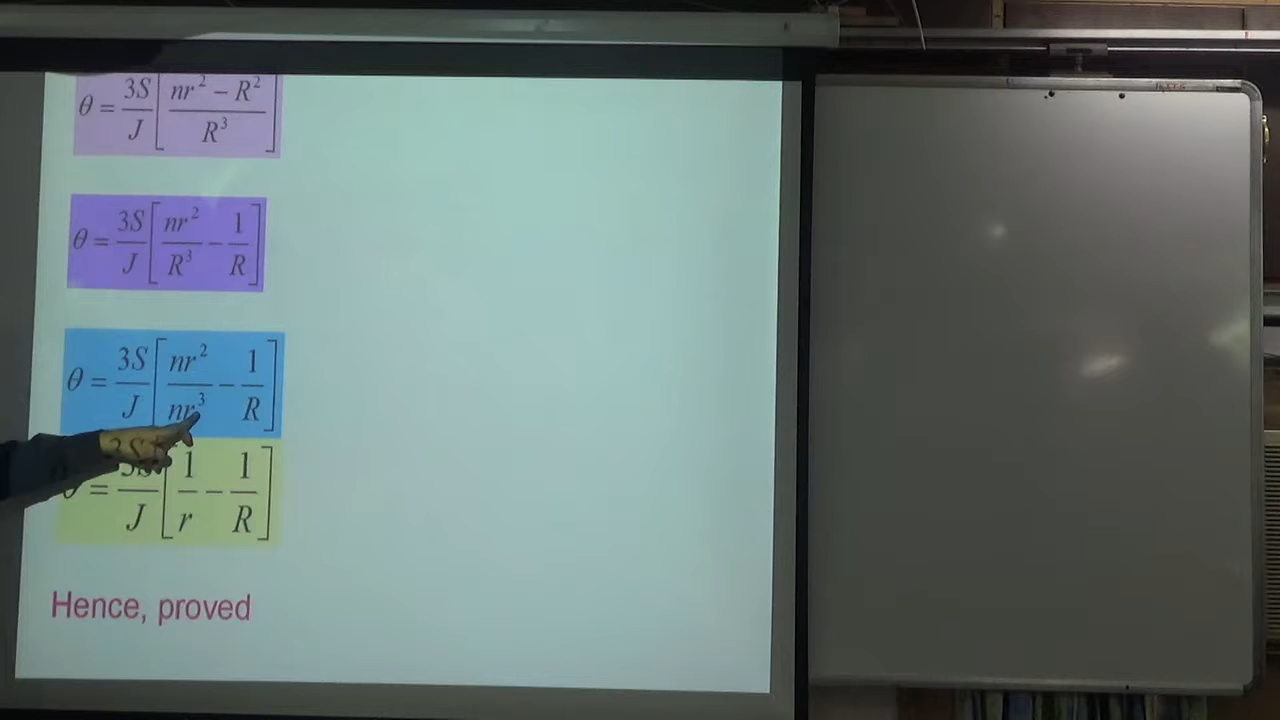 θ = 3S/J [ (nr² − R²)/R³ ]
θ = 3S/J [ nr²/R³ − 1/R ]
θ = 3S/J [ nr²/nr³ − 1/R ]
θ = 3S/J [ 1/r − 1/R ]
Hence, proved